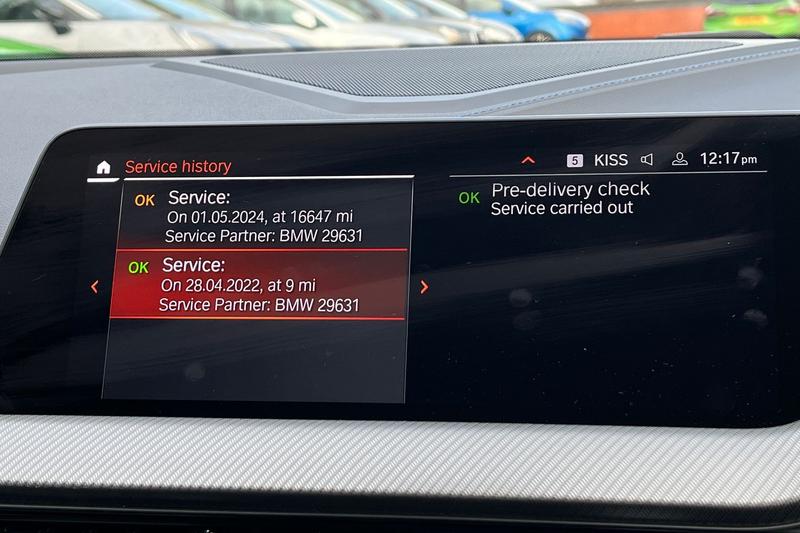 Service history
5 KISS 12:17pm
OK Service:
On 01.05.2024, at 16647 mi
Service Partner: BMW 29631
OK Service:
On 28.04.2022, at 9 mi
Service Partner: BMW 29631
OK Pre-delivery check
Service carried out